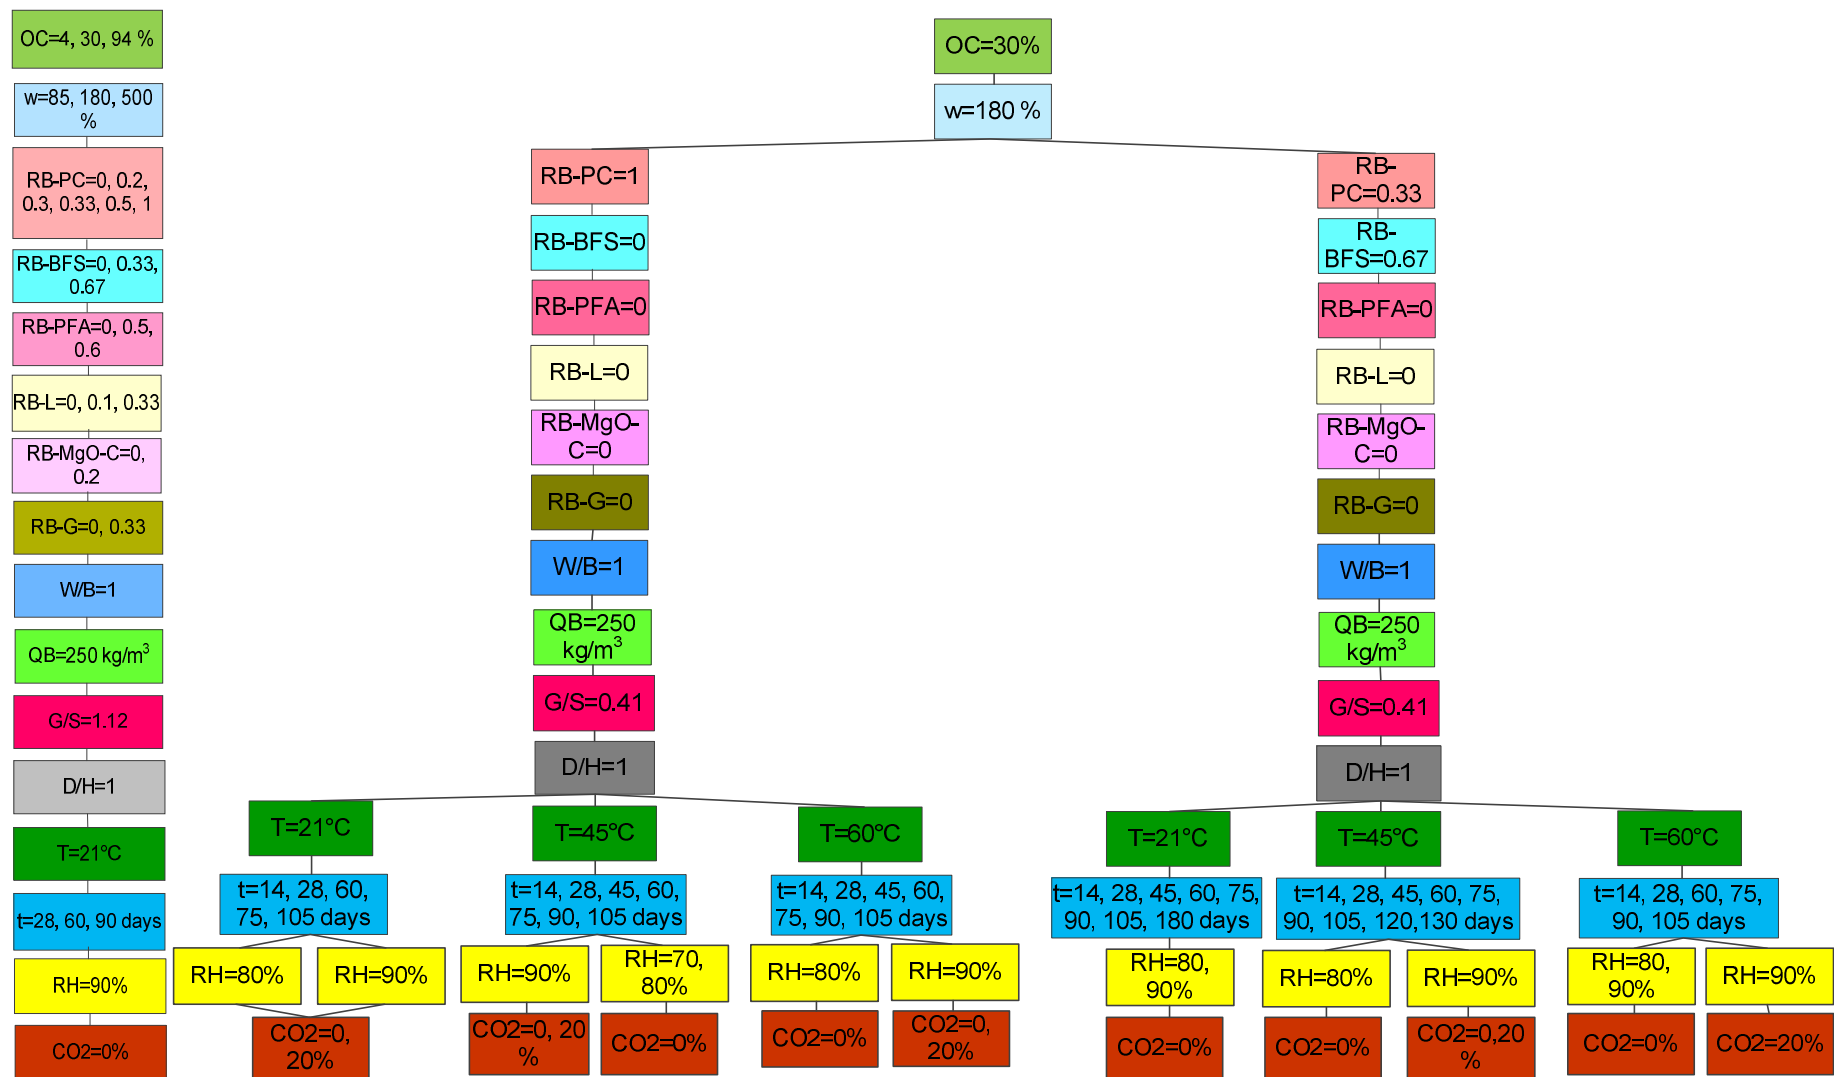 OC=4, 30, 94 %
w=85, 180, 500
%
RB-PC=0, 0.2,
0.3, 0.33, 0.5, 1
RB-BFS=0, 0.33,
0.67
RB-PFA=0, 0.5,
0.6
RB-L=0, 0.1, 0.33
RB-MgO-C=0,
0.2
RB-G=0, 0.33
W/B=1
QB=250 kg/m³
G/S=1.12
D/H=1
T=21°C
t=28, 60, 90 days
RH=90%
CO2=0%
OC=30%
w=180 %
RB-PC=1
RB-BFS=0
RB-PFA=0
RB-L=0
RB-MgO-
C=0
RB-G=0
W/B=1
QB=250
kg/m³
G/S=0.41
D/H=1
T=21°C
t=14, 28, 60,
75, 105 days
RH=80%
RH=90%
CO2=0,
20%
T=45°C
t=14, 28, 45, 60,
75, 90, 105 days
RH=90%
RH=70,
80%
CO2=0, 20
%
CO2=0%
T=60°C
t=14, 28, 45, 60,
75, 90, 105 days
RH=80%
RH=90%
CO2=0%
CO2=0,
20%
RB-
PC=0.33
RB-
BFS=0.67
RB-PFA=0
RB-L=0
RB-MgO-
C=0
RB-G=0
W/B=1
QB=250
kg/m³
G/S=0.41
D/H=1
T=21°C
t=14, 28, 45, 60, 75,
90, 105, 180 days
RH=80,
90%
CO2=0%
T=45°C
t=14, 28, 45, 60, 75,
90, 105, 120,130 days
RH=80%
RH=90%
CO2=0%
CO2=0,20
%
T=60°C
t=14, 28, 60, 75,
90, 105 days
RH=80,
90%
RH=90%
CO2=0%
CO2=20%